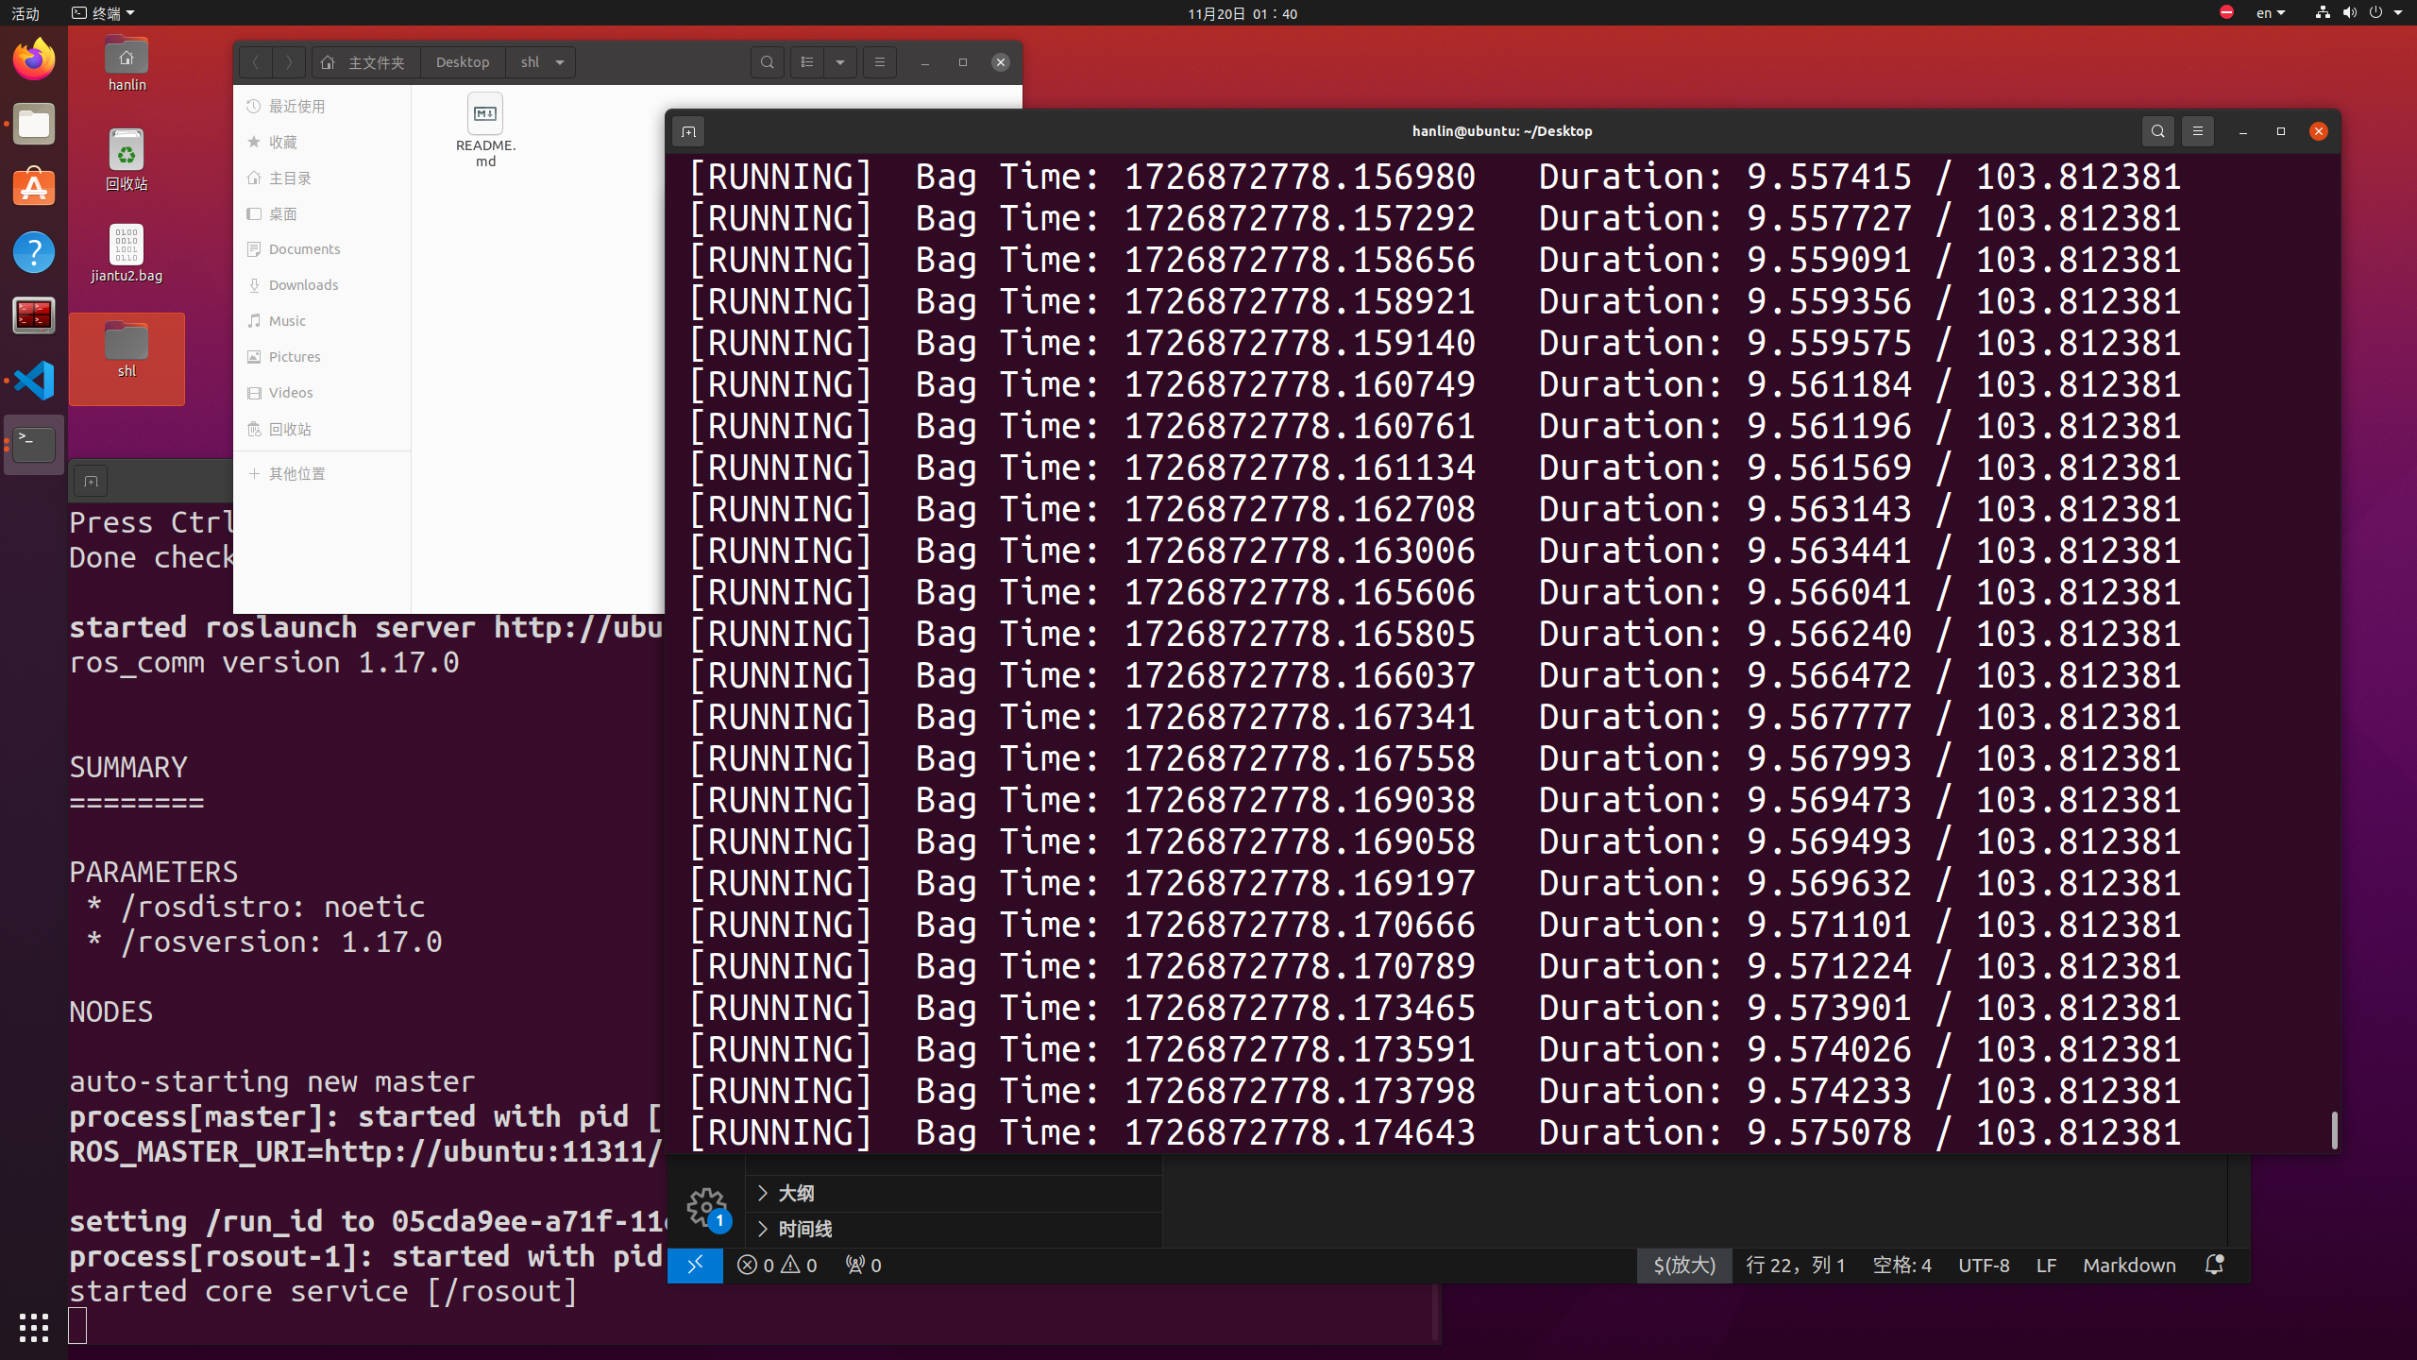 活动
终端
11月20日 01：40
en
hanlin
回收站
0100
0010
1001
0110
jiantu2.bag
shl
主文件夹
Desktop
shl
最近使用
收藏
主目录
桌面
Documents
Downloads
Music
Pictures
Videos
回收站
其他位置
README.
md
hanlin@ubuntu: ~/Desktop
[RUNNING]  Bag Time: 1726872778.156980   Duration: 9.557415 / 103.812381
[RUNNING]  Bag Time: 1726872778.157292   Duration: 9.557727 / 103.812381
[RUNNING]  Bag Time: 1726872778.158656   Duration: 9.559091 / 103.812381
[RUNNING]  Bag Time: 1726872778.158921   Duration: 9.559356 / 103.812381
[RUNNING]  Bag Time: 1726872778.159140   Duration: 9.559575 / 103.812381
[RUNNING]  Bag Time: 1726872778.160749   Duration: 9.561184 / 103.812381
[RUNNING]  Bag Time: 1726872778.160761   Duration: 9.561196 / 103.812381
[RUNNING]  Bag Time: 1726872778.161134   Duration: 9.561569 / 103.812381
[RUNNING]  Bag Time: 1726872778.162708   Duration: 9.563143 / 103.812381
[RUNNING]  Bag Time: 1726872778.163006   Duration: 9.563441 / 103.812381
[RUNNING]  Bag Time: 1726872778.165606   Duration: 9.566041 / 103.812381
[RUNNING]  Bag Time: 1726872778.165805   Duration: 9.566240 / 103.812381
[RUNNING]  Bag Time: 1726872778.166037   Duration: 9.566472 / 103.812381
[RUNNING]  Bag Time: 1726872778.167341   Duration: 9.567777 / 103.812381
[RUNNING]  Bag Time: 1726872778.167558   Duration: 9.567993 / 103.812381
[RUNNING]  Bag Time: 1726872778.169038   Duration: 9.569473 / 103.812381
[RUNNING]  Bag Time: 1726872778.169058   Duration: 9.569493 / 103.812381
[RUNNING]  Bag Time: 1726872778.169197   Duration: 9.569632 / 103.812381
[RUNNING]  Bag Time: 1726872778.170666   Duration: 9.571101 / 103.812381
[RUNNING]  Bag Time: 1726872778.170789   Duration: 9.571224 / 103.812381
[RUNNING]  Bag Time: 1726872778.173465   Duration: 9.573901 / 103.812381
[RUNNING]  Bag Time: 1726872778.173591   Duration: 9.574026 / 103.812381
[RUNNING]  Bag Time: 1726872778.173798   Duration: 9.574233 / 103.812381
[RUNNING]  Bag Time: 1726872778.174643   Duration: 9.575078 / 103.812381
Press Ctrl
Done check
started roslaunch server http://ubu
ros_comm version 1.17.0
SUMMARY
========
PARAMETERS
 * /rosdistro: noetic
 * /rosversion: 1.17.0
NODES
auto-starting new master
process[master]: started with pid [
ROS_MASTER_URI=http://ubuntu:11311/
setting /run_id to 05cda9ee-a71f-11
process[rosout-1]: started with pid
started core service [/rosout]
大纲
1
时间线
0 0 0
$(放大)
行 22，列 1
空格: 4
UTF-8
LF
Markdown